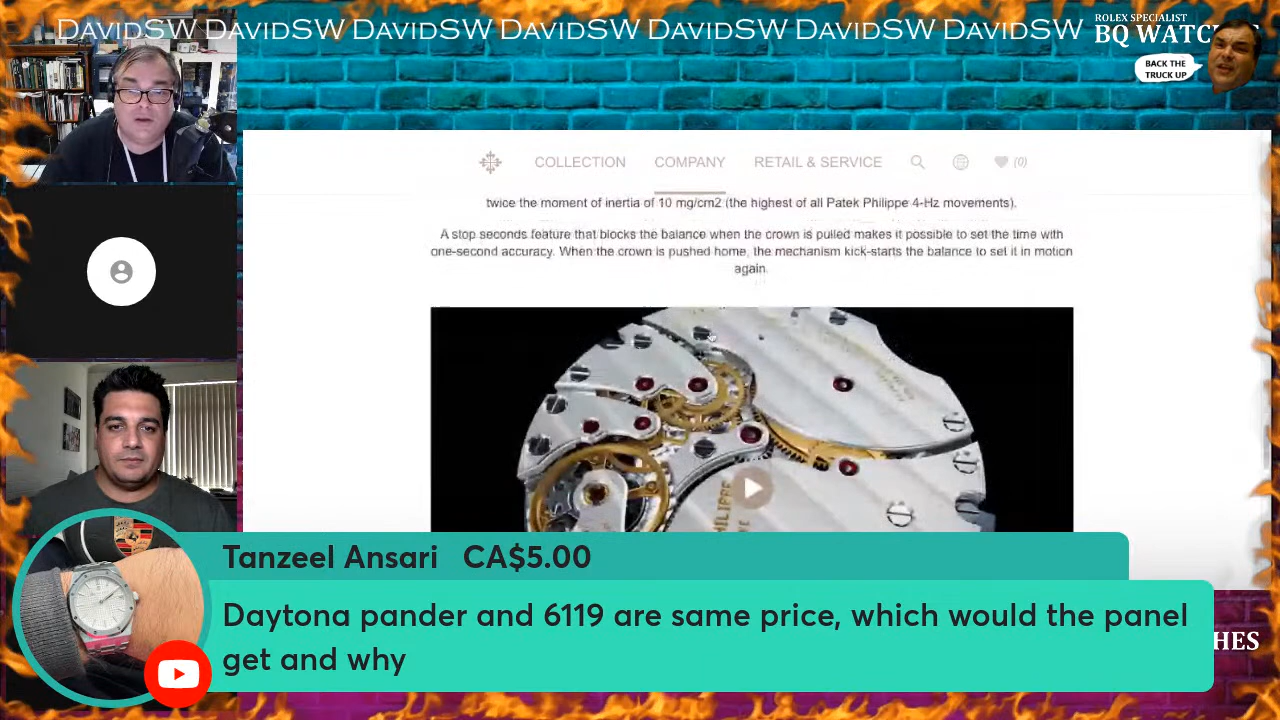 DAVIDSW DAVIDSW DAVIDSW DAVIDSW DAVIDSW DAVIDSW DAVIDSW
ROLEX SPECIALIST
BQ WATC
BACK THE
TRUCK UP
COLLECTION COMPANY RETAIL & SERVICE (0)
twice the moment of inertia of 10 mg/cm2 (the highest of all Patek Philippe 4-Hz movements).
A stop seconds feature that blocks the balance when the crown is pulled makes it possible to set the time with
one-second accuracy. When the crown is pushed home, the mechanism kick-starts the balance to set it in motion
again.
Tanzeel Ansari CA$5.00
Daytona pander and 6119 are same price, which would the panel
get and why
HES